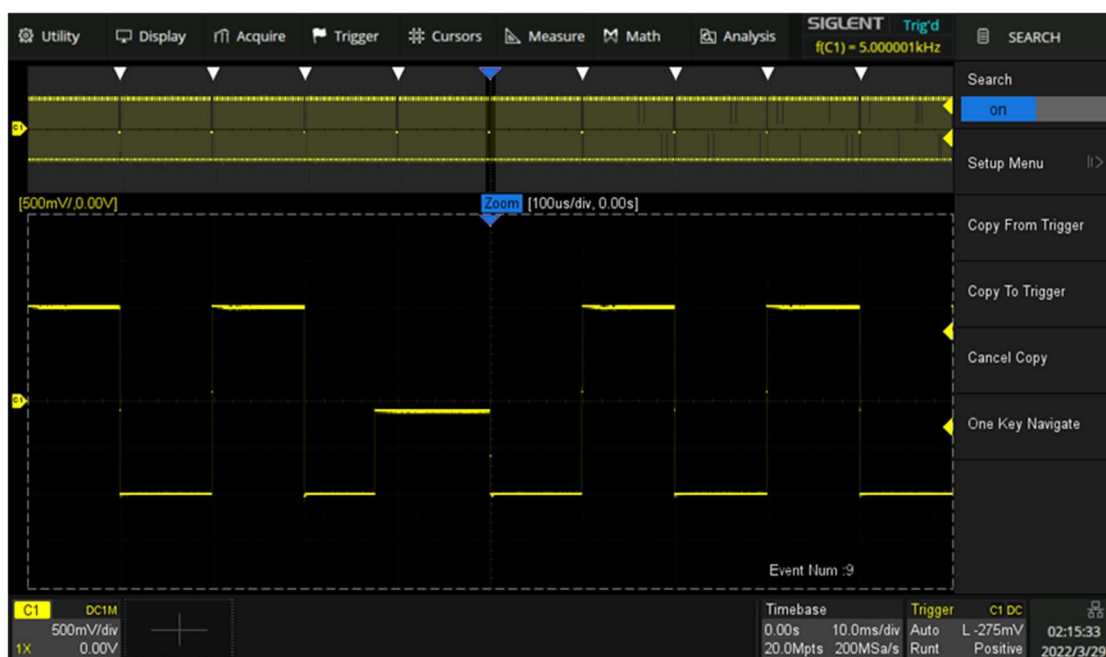 Utility Display Acquire Trigger Cursors Measure Math Analysis SIGLENT Trig'd SEARCH
f(C1) = 5.000001kHz
Search
on
Setup Menu
Copy From Trigger
Copy To Trigger
Cancel Copy
One Key Navigate
C1
[500mV/,0.00V] Zoom [100us/div, 0.00s]
C1
Event Num :9
C1 DC1M
500mV/div
1X 0.00V
Timebase
0.00s 10.0ms/div
20.0Mpts 200MSa/s
Trigger C1 DC
Auto L -275mV
Runt Positive
02:15:33
2022/3/29